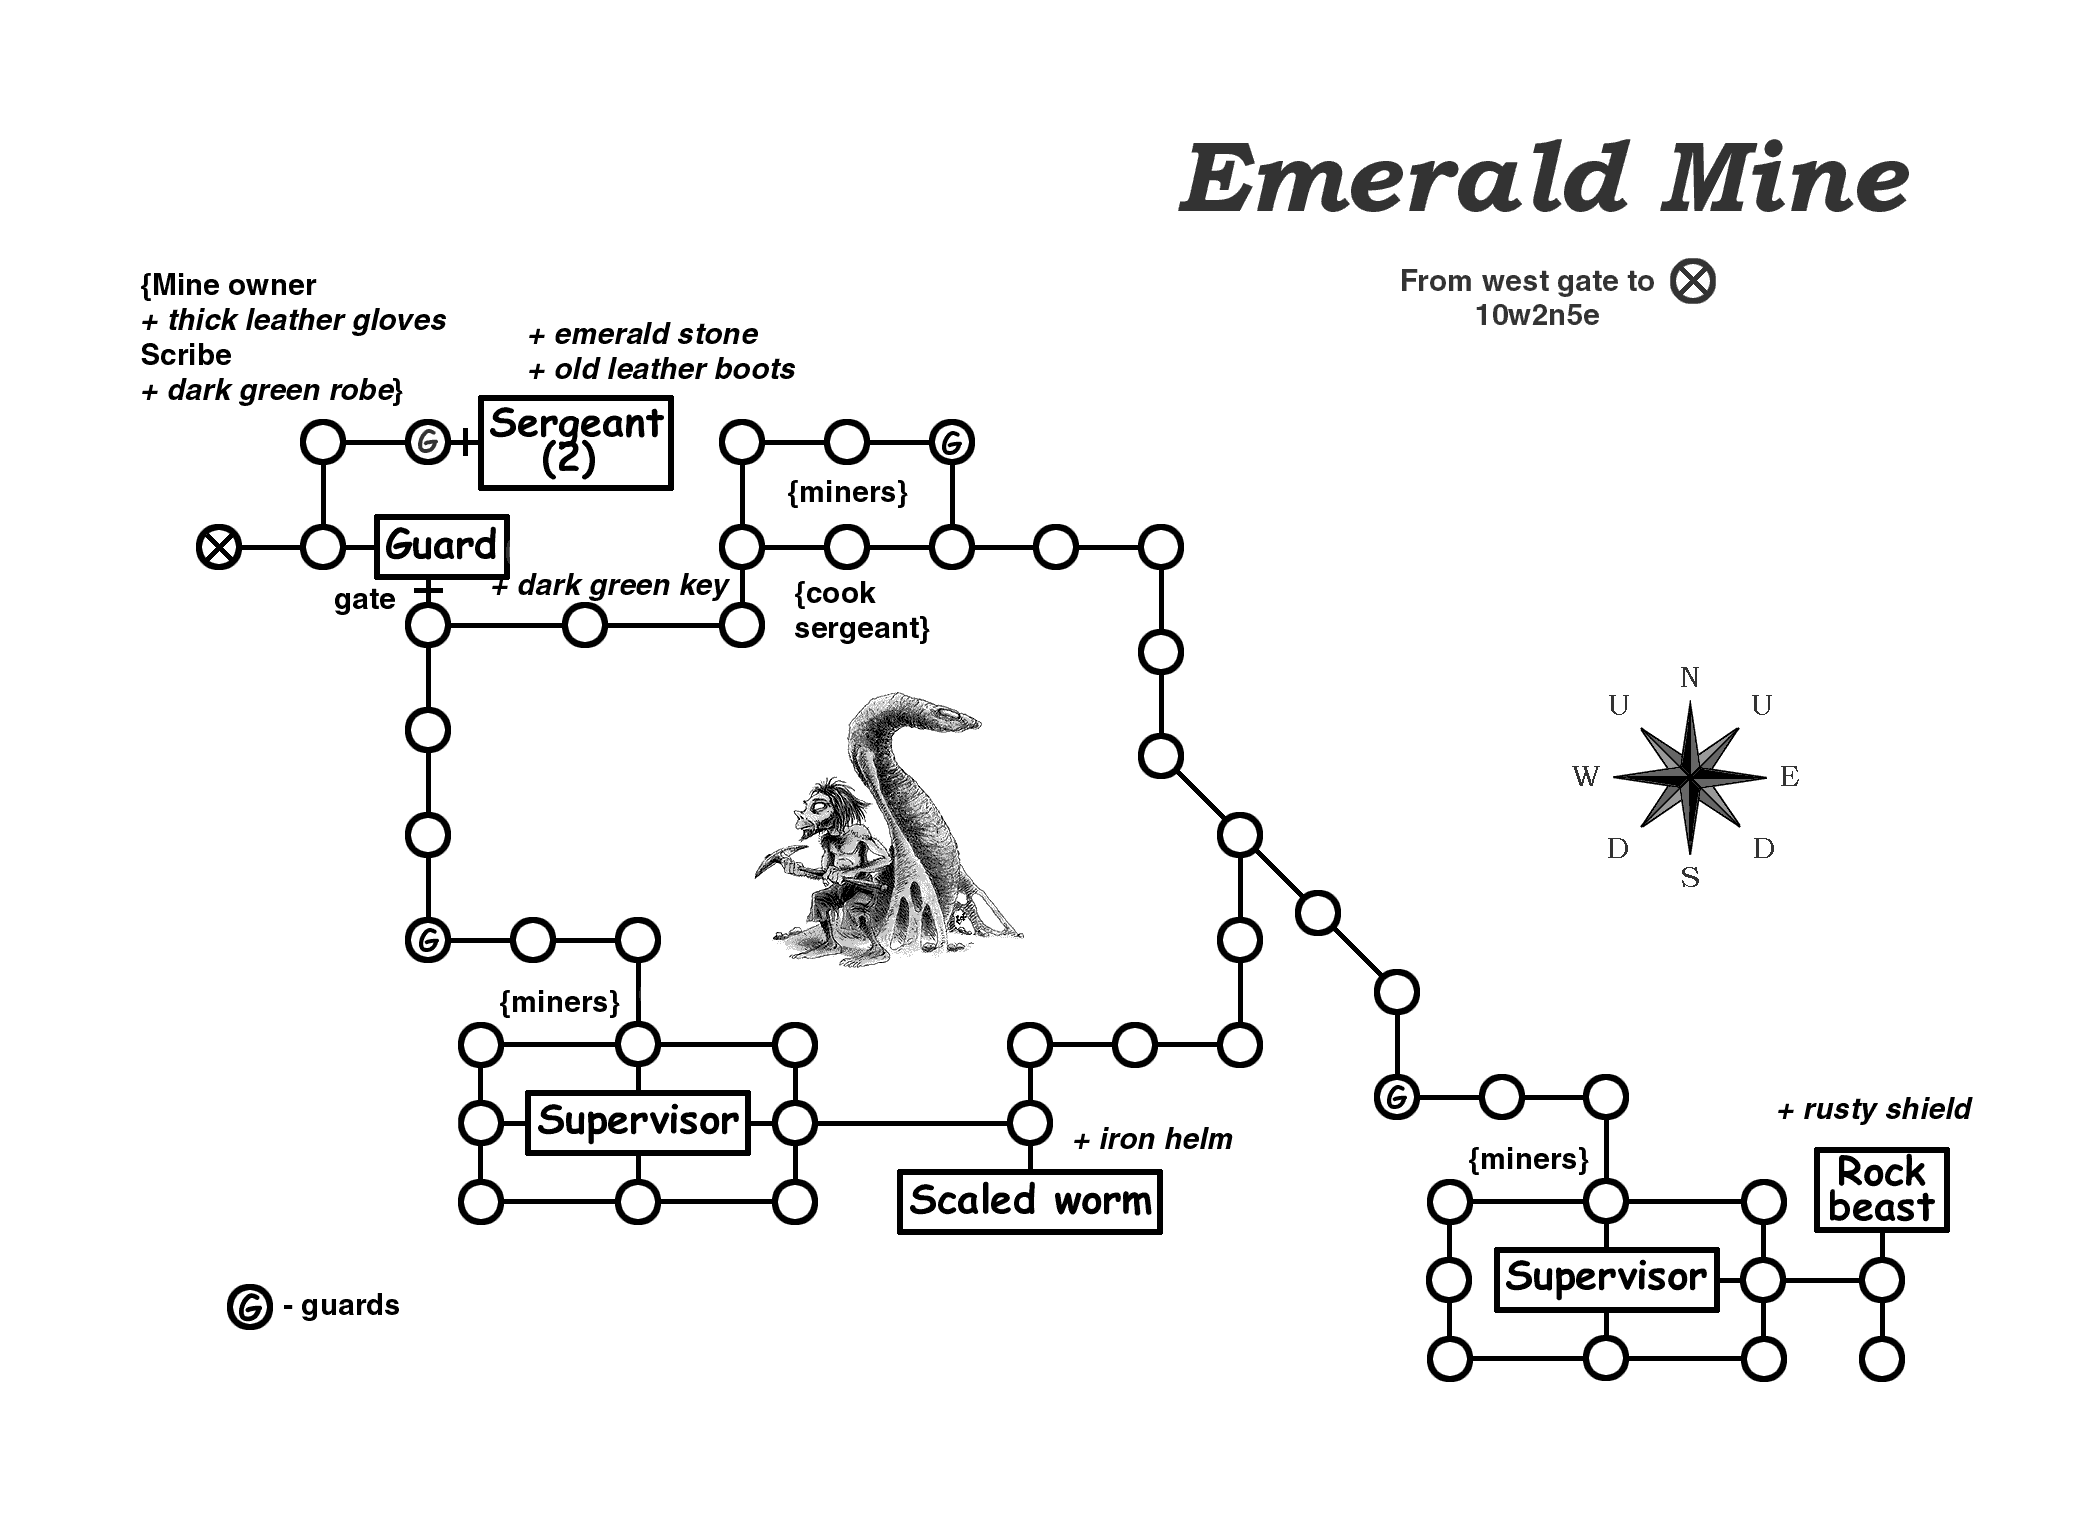 Emerald Mine
From west gate to
10w2n5e
{Mine owner
+ thick leather gloves
Scribe
+ dark green robe}
+ emerald stone
+ old leather boots
G
Sergeant
(2)
G
{miners}
Guard
gate
+ dark green key
{cook
sergeant}
N
U
U
W
E
D
D
S
G
{miners}
Supervisor
+ iron helm
Scaled worm
G
+ rusty shield
{miners}
Rock
beast
Supervisor
G - guards